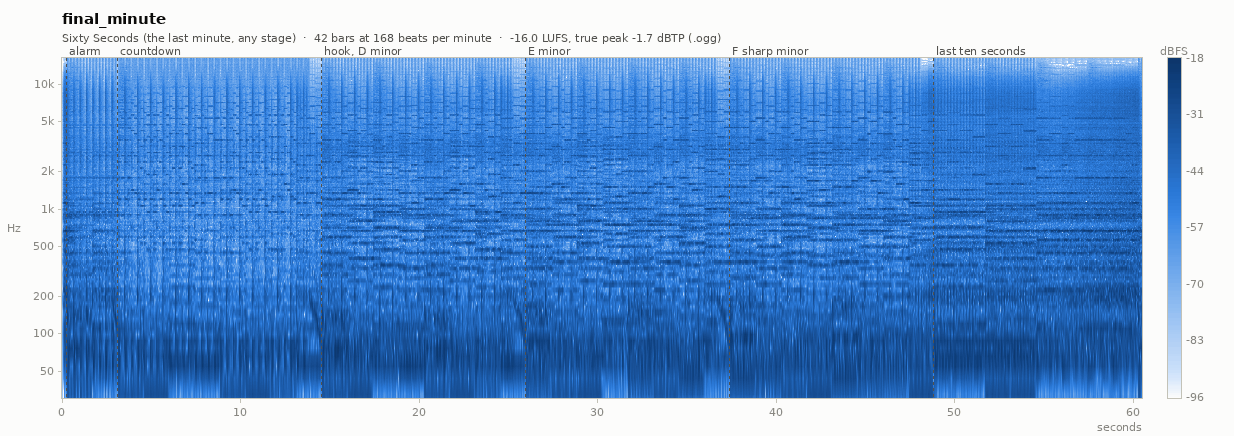 final_minute
Sixty Seconds (the last minute, any stage)  ·  42 bars at 168 beats per minute  ·  -16.0 LUFS, true peak -1.7 dBTP (.ogg)
alarm countdown hook, D minor E minor F sharp minor last ten seconds dBFS
-18
10k
-31
5k
-44
2k
1k
-57
Hz
500
-70
200
100
-83
50
-96
0 10 20 30 40 50 60
seconds